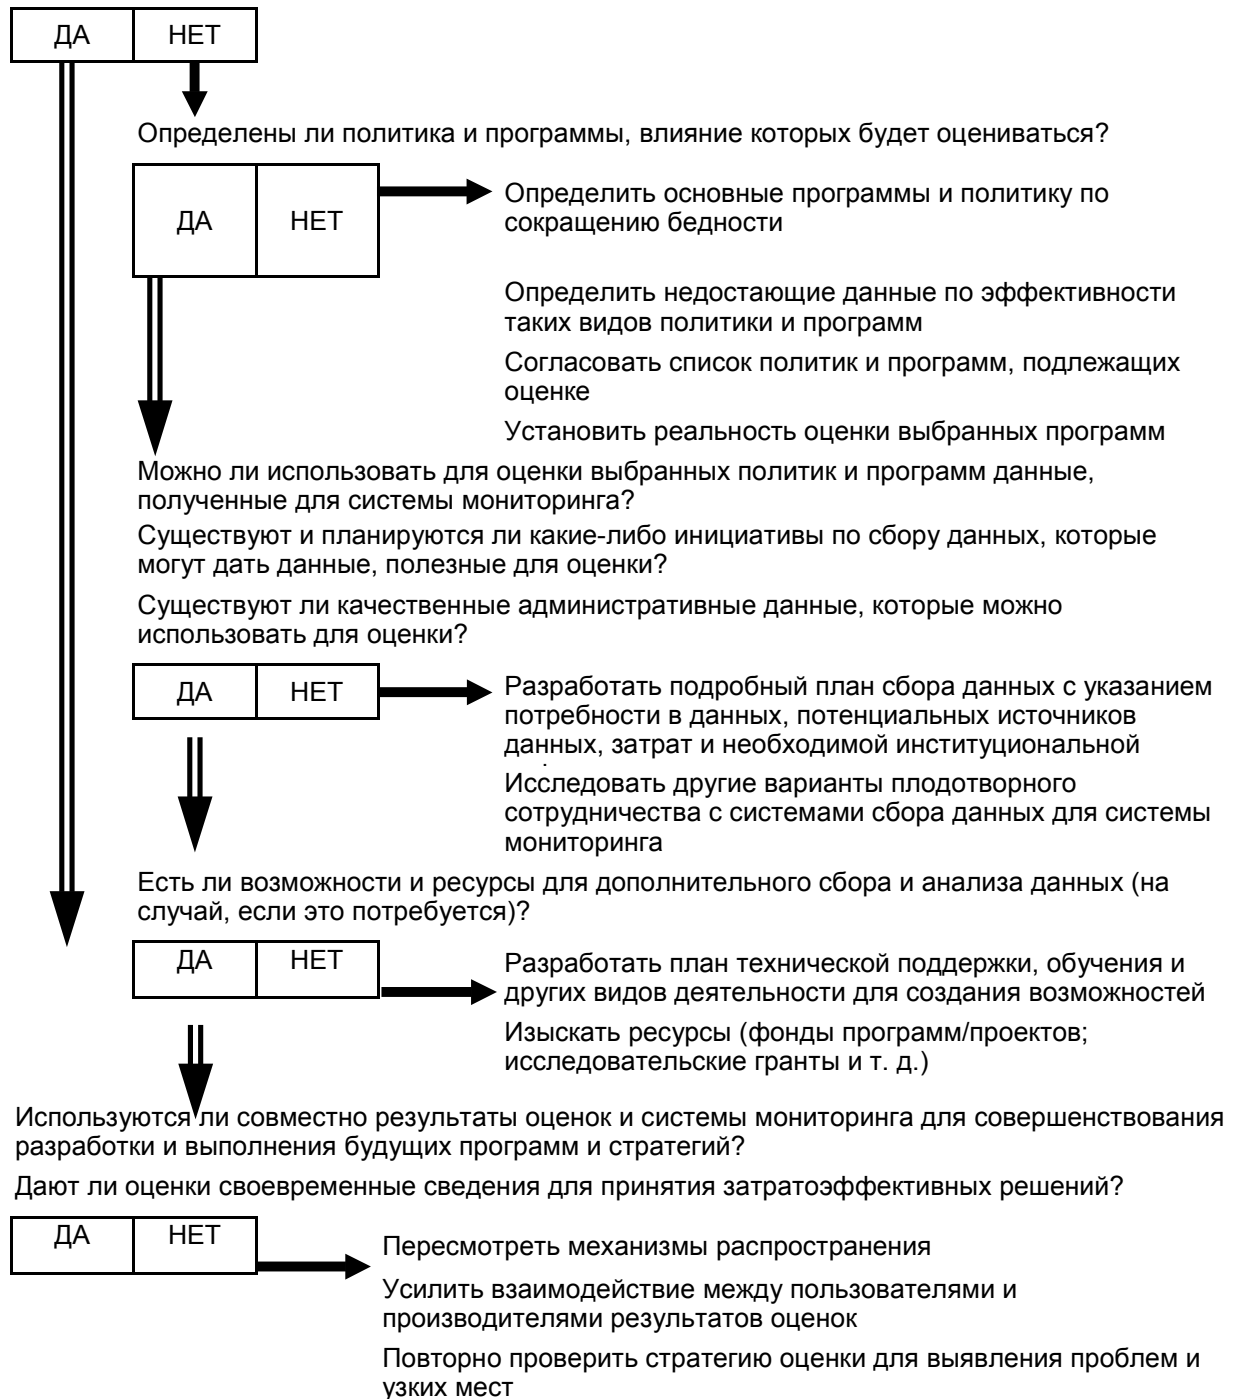 ДА НЕТ
Определены ли политика и программы, влияние которых будет оцениваться?
ДА НЕТ
Определить основные программы и политику по
сокращению бедности
Определить недостающие данные по эффективности
таких видов политики и программ
Согласовать список политик и программ, подлежащих
оценке
Установить реальность оценки выбранных программ
Можно ли использовать для оценки выбранных политик и программ данные,
полученные для системы мониторинга?
Существуют и планируются ли какие-либо инициативы по сбору данных, которые
могут дать данные, полезные для оценки?
Существуют ли качественные административные данные, которые можно
использовать для оценки?
ДА НЕТ
Разработать подробный план сбора данных с указанием
потребности в данных, потенциальных источников
данных, затрат и необходимой институциональной
Исследовать другие варианты плодотворного
сотрудничества с системами сбора данных для системы
мониторинга
Есть ли возможности и ресурсы для дополнительного сбора и анализа данных (на
случай, если это потребуется)?
ДА НЕТ
Разработать план технической поддержки, обучения и
других видов деятельности для создания возможностей
Изыскать ресурсы (фонды программ/проектов;
исследовательские гранты и т. д.)
Используются ли совместно результаты оценок и системы мониторинга для совершенствования
разработки и выполнения будущих программ и стратегий?
Дают ли оценки своевременные сведения для принятия затратоэффективных решений?
ДА НЕТ
Пересмотреть механизмы распространения
Усилить взаимодействие между пользователями и
производителями результатов оценок
Повторно проверить стратегию оценки для выявления проблем и
узких мест